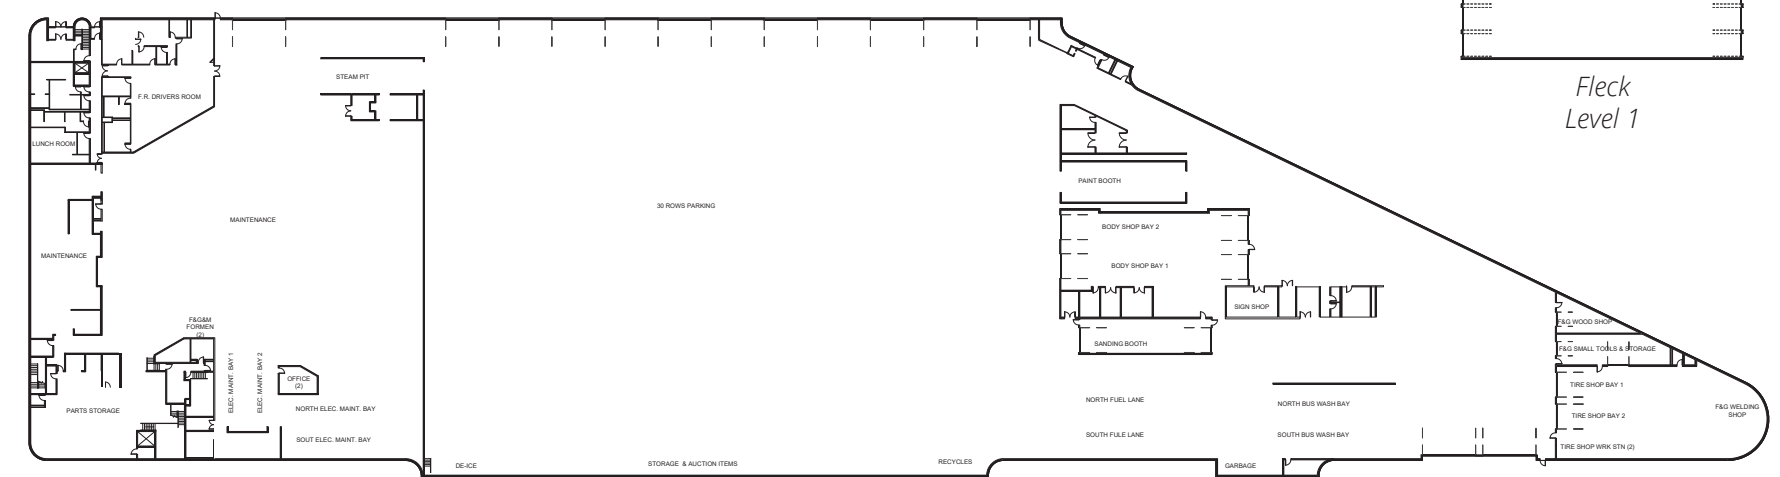 Fleck
Level 1
STEAM PIT
F.R. DRIVERS ROOM
LUNCH ROOM
PAINT BOOTH
30 ROWS PARKING
MAINTENANCE
BODY SHOP BAY 2
MAINTENANCE
BODY SHOP BAY 1
SIGN SHOP
F&G&M
FORMEN
(2)
F&G WOOD SHOP
SANDING BOOTH
F&G SMALL TOOLS & STORAGE
ELEC. MAINT. BAY 1
ELEC. MAINT. BAY 2
OFFICE
(2)
TIRE SHOP BAY 1
NORTH FUEL LANE
NORTH BUS WASH BAY
PARTS STORAGE
NORTH ELEC. MAINT. BAY
TIRE SHOP BAY 2
F&G WELDING
SHOP
SOUTH FULE LANE
SOUTH BUS WASH BAY
SOUT ELEC. MAINT. BAY
TIRE SHOP WRK STN (2)
DE-ICE
STORAGE & AUCTION ITEMS
RECYCLES
GARBAGE